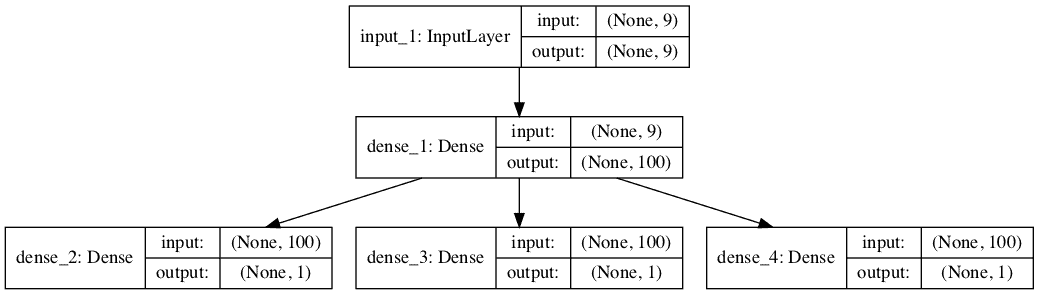 input_1: InputLayer
input:
(None, 9)
output:
(None, 9)
dense_1: Dense
input:
(None, 9)
output:
(None, 100)
dense_2: Dense
input:
(None, 100)
output:
(None, 1)
dense_3: Dense
input:
(None, 100)
output:
(None, 1)
dense_4: Dense
input:
(None, 100)
output:
(None, 1)